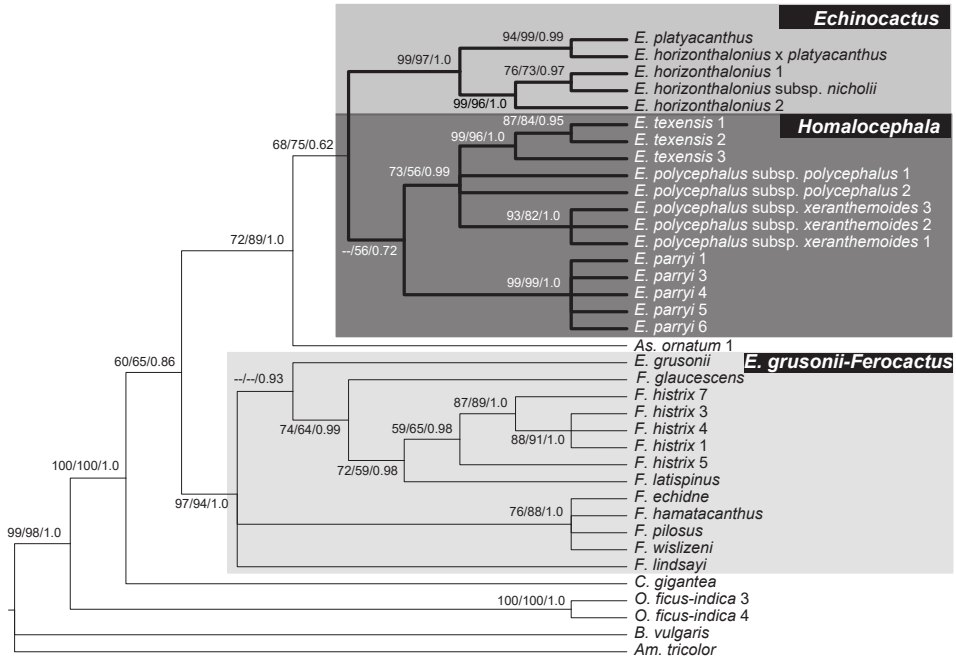 Echinocactus
94/99/0.99
E. platyacanthus
E. horizonthalonius x platyacanthus
99/97/1.0
76/73/0.97
E. horizonthalonius 1
E. horizonthalonius subsp. nicholii
99/96/1.0
E. horizonthalonius 2
87/84/0.95
E. texensis 1
Homalocephala
99/96/1.0
E. texensis 2
68/75/0.62
E. texensis 3
73/56/0.99
E. polycephalus subsp. polycephalus 1
E. polycephalus subsp. polycephalus 2
93/82/1.0
E. polycephalus subsp. xeranthemoides 3
E. polycephalus subsp. xeranthemoides 2
72/89/1.0
--/56/0.72
E. polycephalus subsp. xeranthemoides 1
E. parryi 1
E. parryi 3
99/99/1.0
E. parryi 4
E. parryi 5
E. parryi 6
As. ornatum 1
60/65/0.86
E. grusonii
E. grusonii-Ferocactus
--/--/0.93
F. glaucescens
87/89/1.0
F. histrix 7
F. histrix 3
74/64/0.99
59/65/0.98
F. histrix 4
88/91/1.0
F. histrix 1
100/100/1.0
72/59/0.98
F. histrix 5
F. latispinus
97/94/1.0
F. echidne
76/88/1.0
F. hamatacanthus
99/98/1.0
F. pilosus
F. wislizeni
F. lindsayi
C. gigantea
100/100/1.0
O. ficus-indica 3
O. ficus-indica 4
B. vulgaris
Am. tricolor